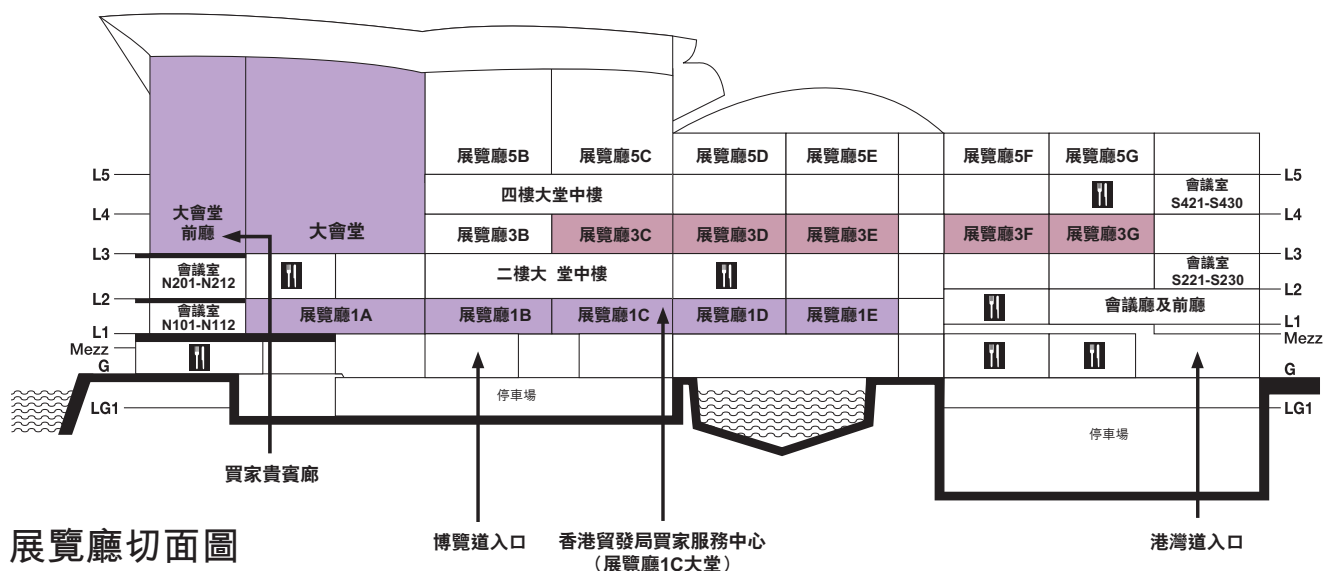 展覽廳5B
展覽廳5C
展覽廳5D
展覽廳5E
展覽廳5F
展覽廳5G
L5
L5
四樓大堂中樓
會議室
S421-S430
L4
L4
大會堂
前廳
大會堂
展覽廳3B
展覽廳3C
展覽廳3D
展覽廳3E
展覽廳3F
展覽廳3G
L3
L3
會議室
N201-N212
二樓大 堂中樓
會議室
S221-S230
L2
L2
會議室
N101-N112
展覽廳1A
展覽廳1B
展覽廳1C
展覽廳1D
展覽廳1E
會議廳及前廳
L1
L1
Mezz
Mezz
G
G
停車場
LG1
LG1
停車場
買家貴賓廊
展覽廳切面圖
博覽道入口
香港貿發局買家服務中心
（展覽廳1C大堂）
港灣道入口